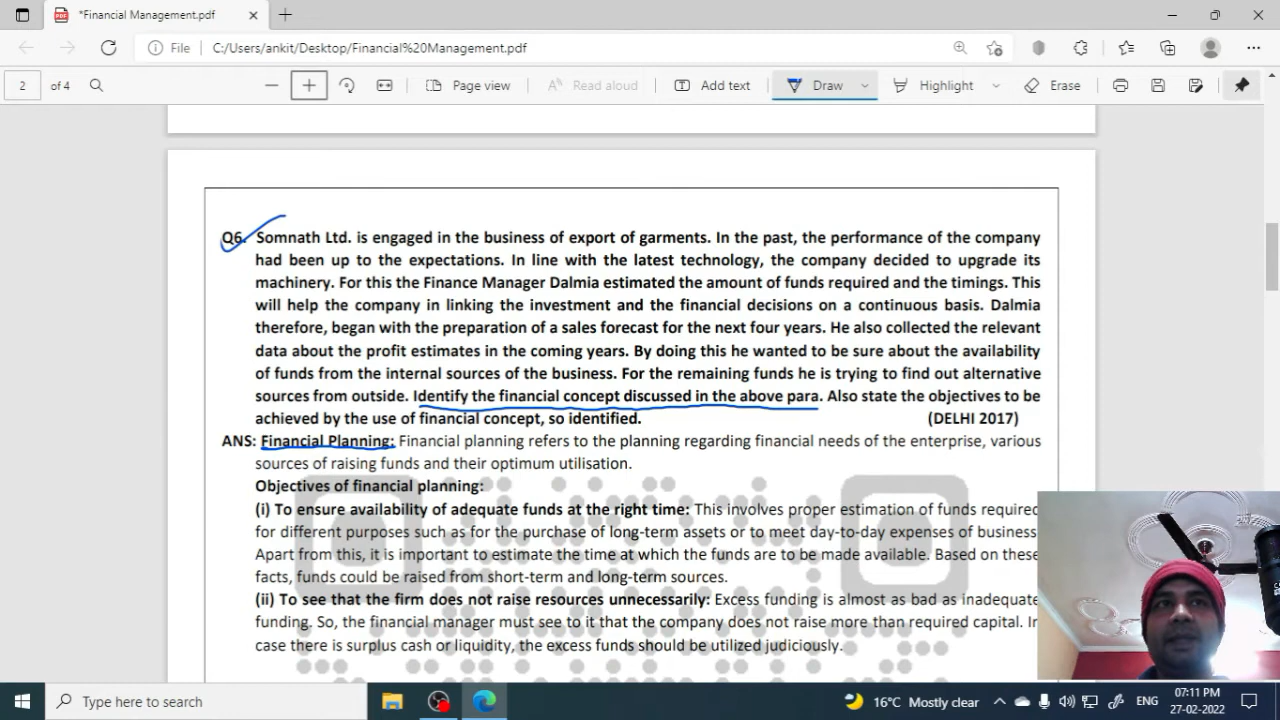 *Financial Management.pdf
File C:/Users/ankit/Desktop/Financial%20Management.pdf
2 of 4 Page view Read aloud Add text Draw Highlight Erase
Q6. Somnath Ltd. is engaged in the business of export of garments. In the past, the performance of the company
had been up to the expectations. In line with the latest technology, the company decided to upgrade its
machinery. For this the Finance Manager Dalmia estimated the amount of funds required and the timings. This
will help the company in linking the investment and the financial decisions on a continuous basis. Dalmia
therefore, began with the preparation of a sales forecast for the next four years. He also collected the relevant
data about the profit estimates in the coming years. By doing this he wanted to be sure about the availability
of funds from the internal sources of the business. For the remaining funds he is trying to find out alternative
sources from outside. Identify the financial concept discussed in the above para. Also state the objectives to be
achieved by the use of financial concept, so identified. (DELHI 2017)
ANS: Financial Planning: Financial planning refers to the planning regarding financial needs of the enterprise, various
sources of raising funds and their optimum utilisation.
Objectives of financial planning:
(i) To ensure availability of adequate funds at the right time: This involves proper estimation of funds required
for different purposes such as for the purchase of long-term assets or to meet day-to-day expenses of business
Apart from this, it is important to estimate the time at which the funds are to be made available. Based on these
facts, funds could be raised from short-term and long-term sources.
(ii) To see that the firm does not raise resources unnecessarily: Excess funding is almost as bad as inadequate
funding. So, the financial manager must see to it that the company does not raise more than required capital. In
case there is surplus cash or liquidity, the excess funds should be utilized judiciously.
Type here to search 16°C Mostly clear ENG 07:11 PM
27-02-2022